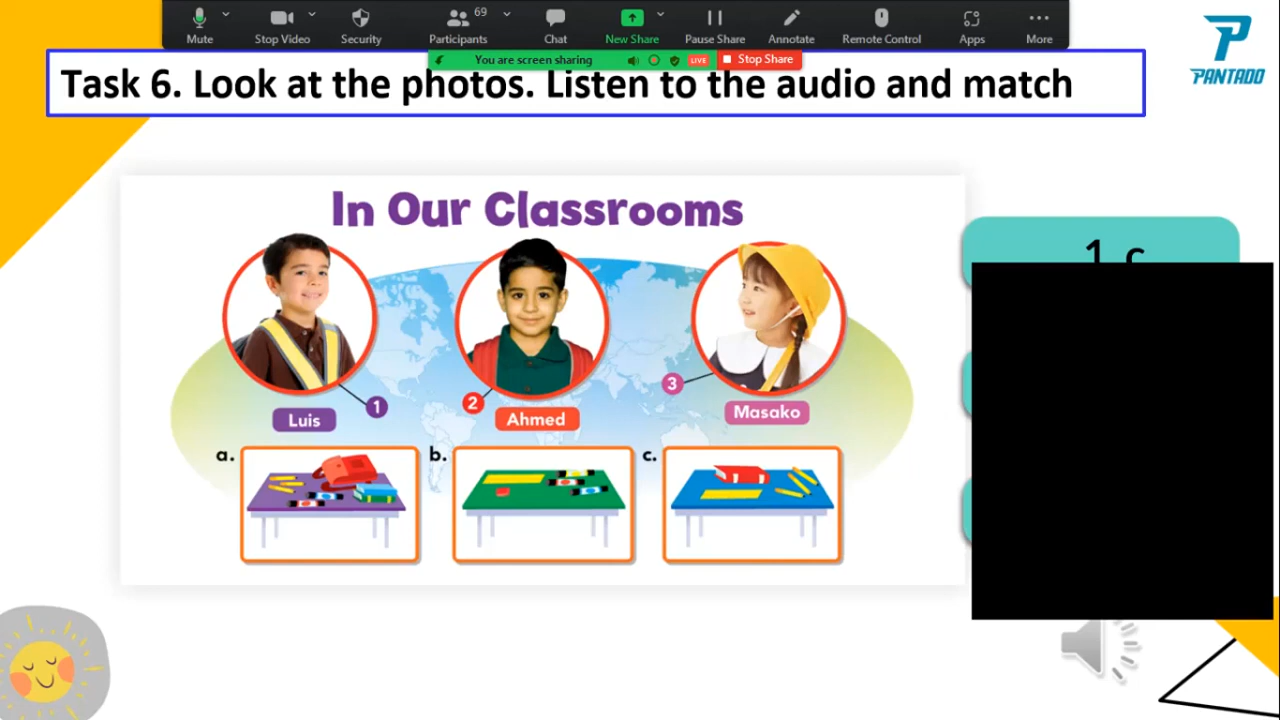 69
Mute Stop Video Security Participants Chat New Share Pause Share Annotate Remote Control Apps More
You are screen sharing LIVE Stop Share
PANTADO
Task 6. Look at the photos. Listen to the audio and match
In Our Classrooms
1 c
1 2 3
Luis Ahmed Masako
a. b. c.